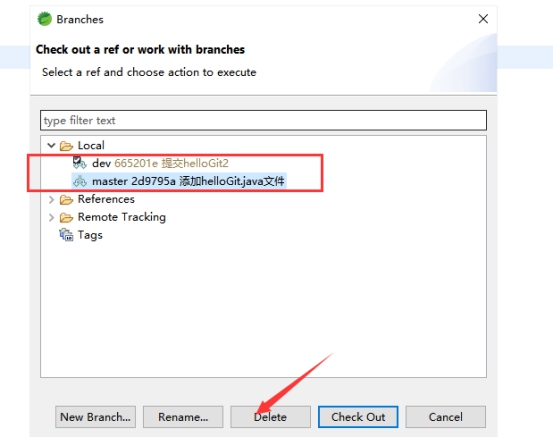 Branches
Check out a ref or work with branches
Select a ref and choose action to execute
type filter text
Local
dev 665201e 提交helloGit2
master 2d9795a 添加helloGit.java文件
References
Remote Tracking
Tags
New Branch... Rename... Delete Check Out Cancel